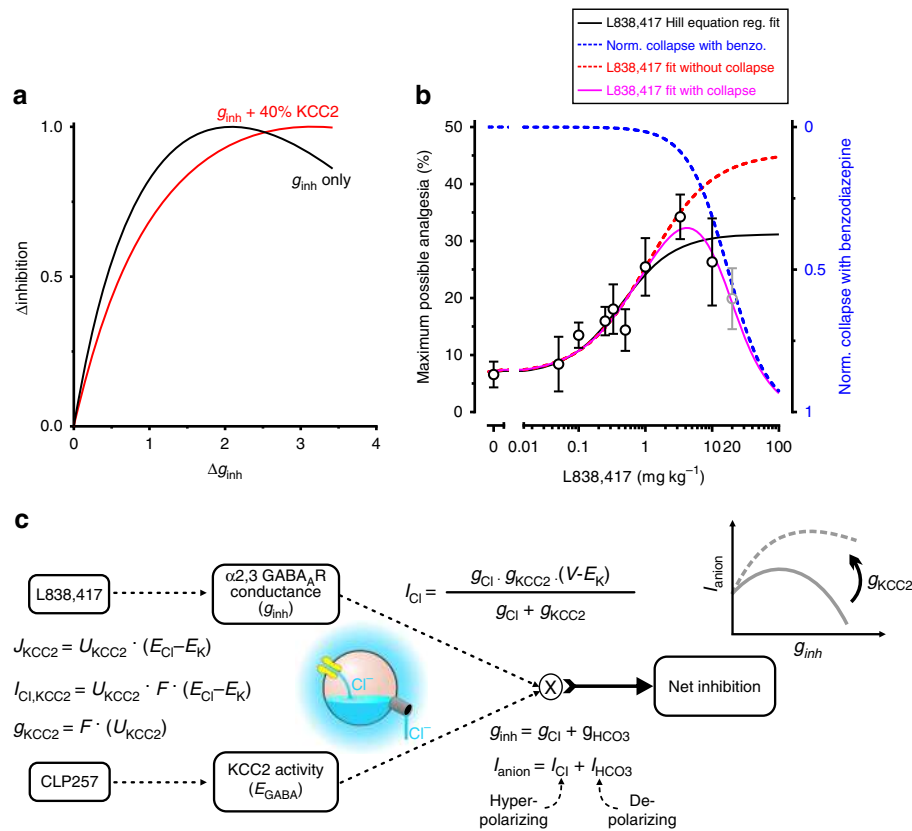 L838,417 Hill equation reg. fit
Norm. collapse with benzo.
L838,417 fit without collapse
L838,417 fit with collapse
a
g_inh + 40% KCC2
g_inh only
1.0
0.5
0.0
Δinhibition
0 1 2 3 4
Δg_inh
b
50
40
30
20
10
0
Maximum possible analgesia (%)
0
0.5
1
Norm. collapse with benzodiazepine
0 0.01 0.1 1 10 20 100
L838,417 (mg kg⁻¹)
c
L838,417
α2,3 GABA_AR
conductance
(g_inh)
I_Cl = g_Cl · g_KCC2 · (V-E_K)
g_Cl + g_KCC2
I_anion
g_KCC2
g_inh
J_KCC2 = U_KCC2 · (E_Cl–E_K)
I_Cl,KCC2 = U_KCC2 · F · (E_Cl–E_K)
g_KCC2 = F · (U_KCC2)
Cl⁻
Cl⁻
X
Net inhibition
CLP257
KCC2 activity
(E_GABA)
g_inh = g_Cl + g_HCO3
I_anion = I_Cl + I_HCO3
Hyper-
polarizing
De-
polarizing